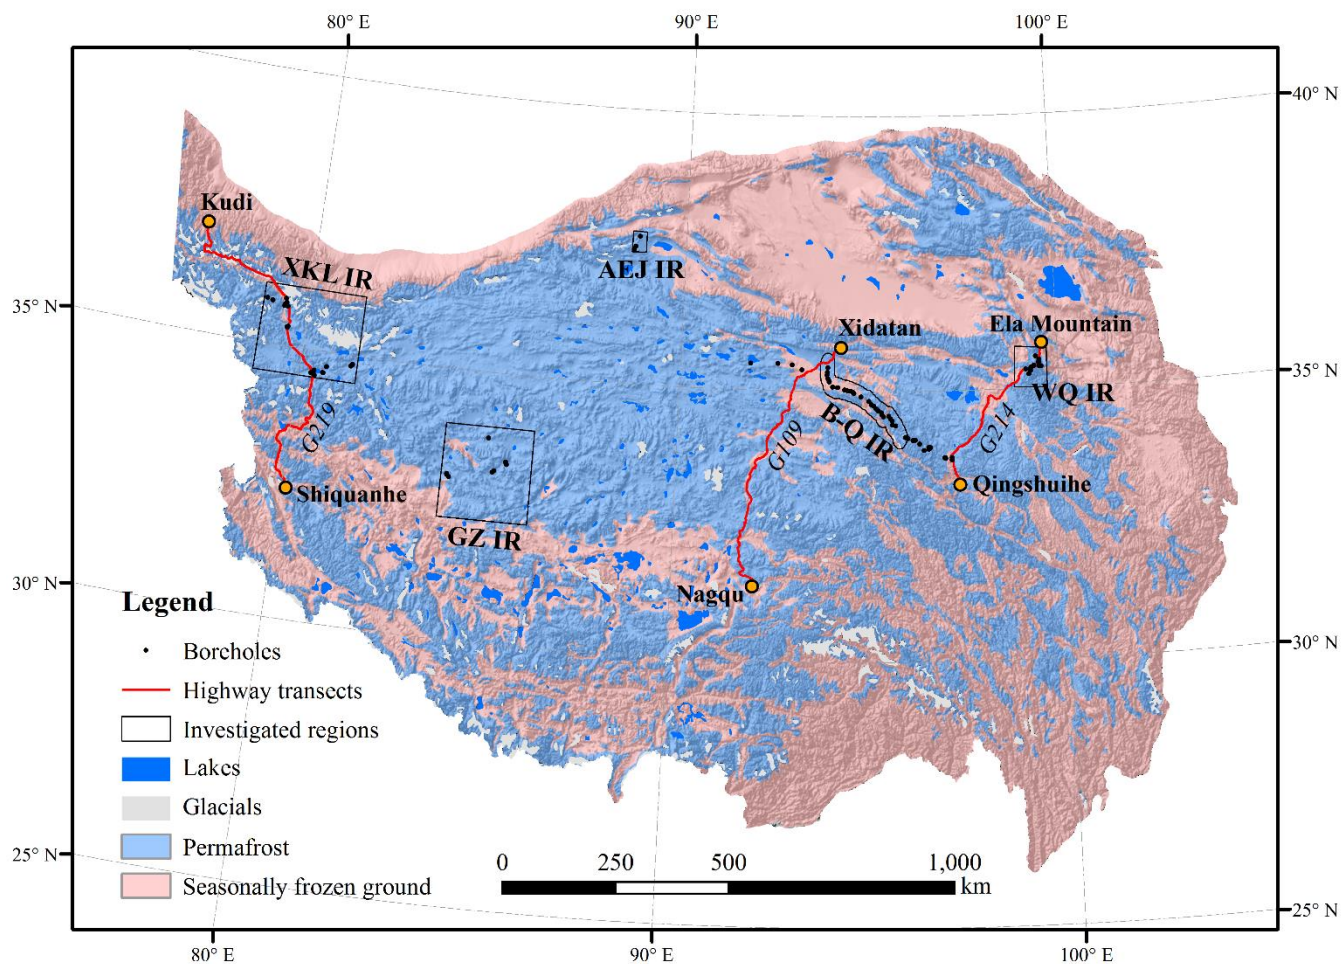 80° E
90° E
100° E
40° N
Kudi
XKL IR
AEJ IR
35° N
Xidatan
Ela Mountain
35° N
WQ IR
B-Q IR
G219
G109
G214
Shiquanhe
Qingshuihe
GZ IR
30° N
Nagqu
Legend
30° N
Boreholes
Highway transects
Investigated regions
Lakes
Glacials
Permafrost
25° N
Seasonally frozen ground
0 250 500 1,000
km
25° N
80° E
90° E
100° E